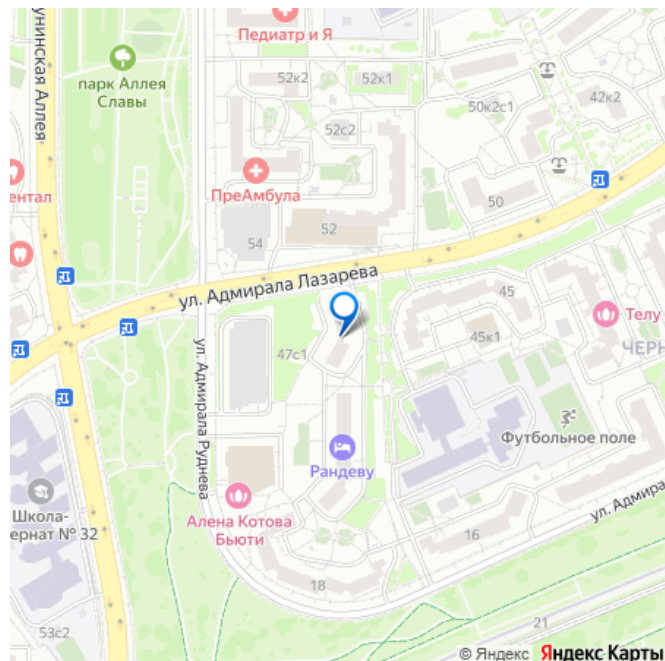 Педиатр и Я
унинская Аллея
парк Аллея
Славы
52к2
52к1
50к2с1
42к2
52с2
ПреАмбула
ентал
50
52
54
ул. Адмирала Лазарева
45
Телу
47с1
45к1
ЧЕРН
ул. Адмирала Руднева
Футбольное поле
Рандеву
Школа-
ернат № 32
Алена Котова
Бьюти
16
ул. Адмира
18
21
53с2
© Яндекс Яндекс Карты